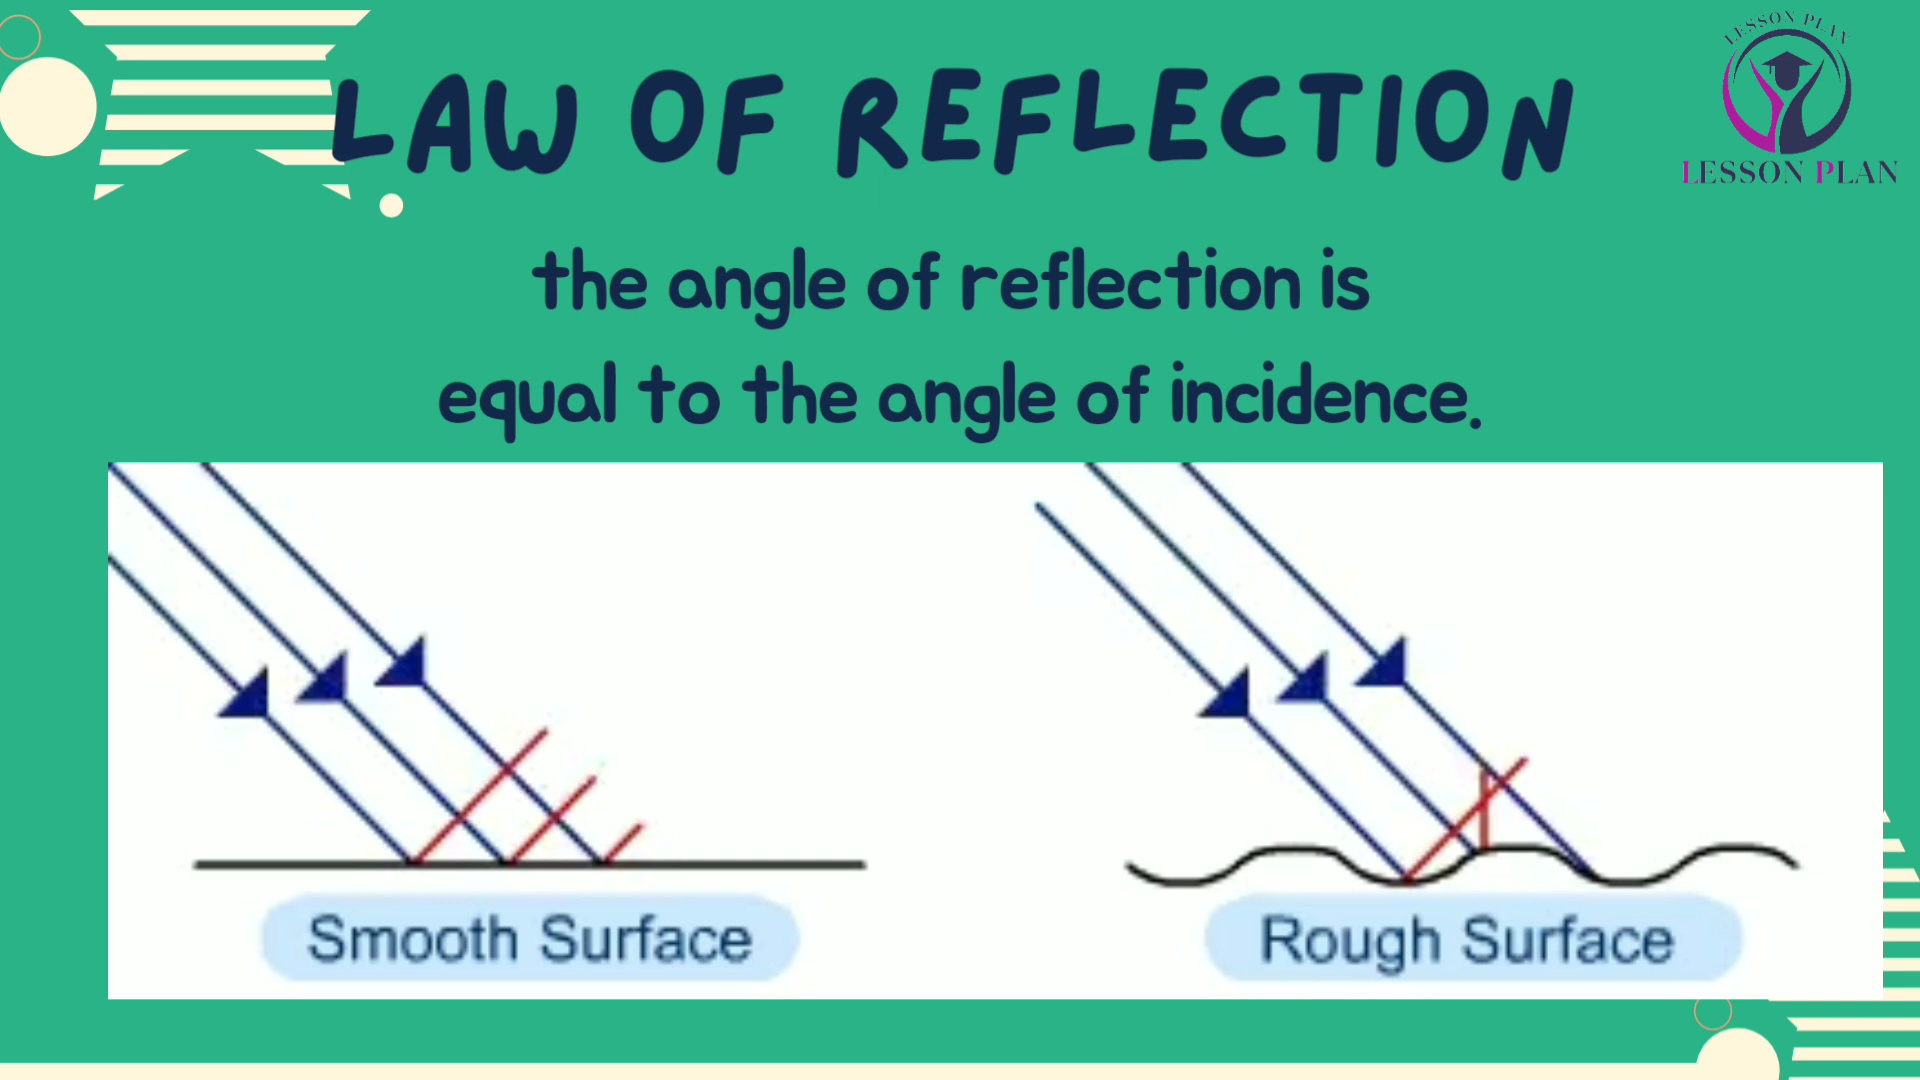 LESSON PLAN
LESSON PLAN
LAW OF REFLECTION
the angle of reflection is
equal to the angle of incidence.
Smooth Surface
Rough Surface